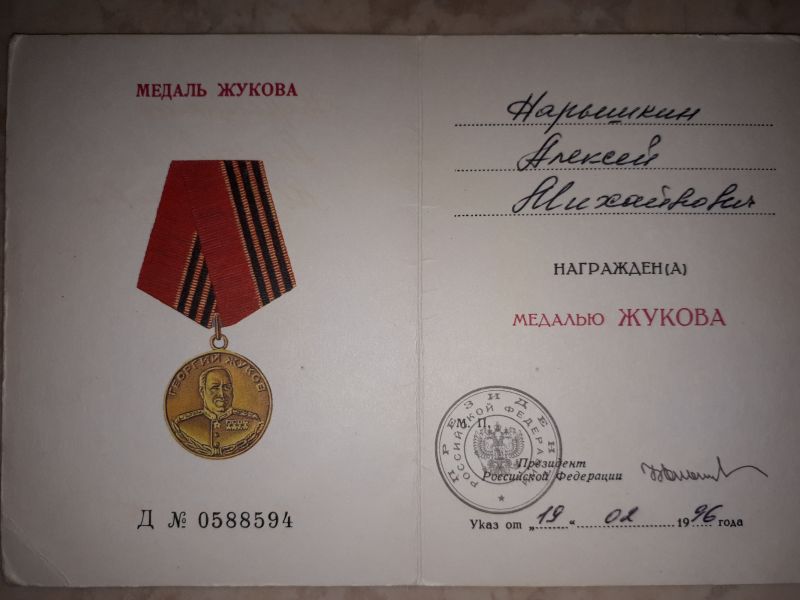 МЕДАЛЬ ЖУКОВА
ГЕОРГИЙ ЖУКОВ
Д № 0588594
Нарышкин
Алексей
Михайлович
НАГРАЖДЕН(А)
МЕДАЛЬЮ ЖУКОВА
ПРЕЗИДЕНТ
РОССИЙСКОЙ ФЕДЕРАЦИИ
М. П.
Президент
Российской Федерации
Указ от „19“ 02 1996 года